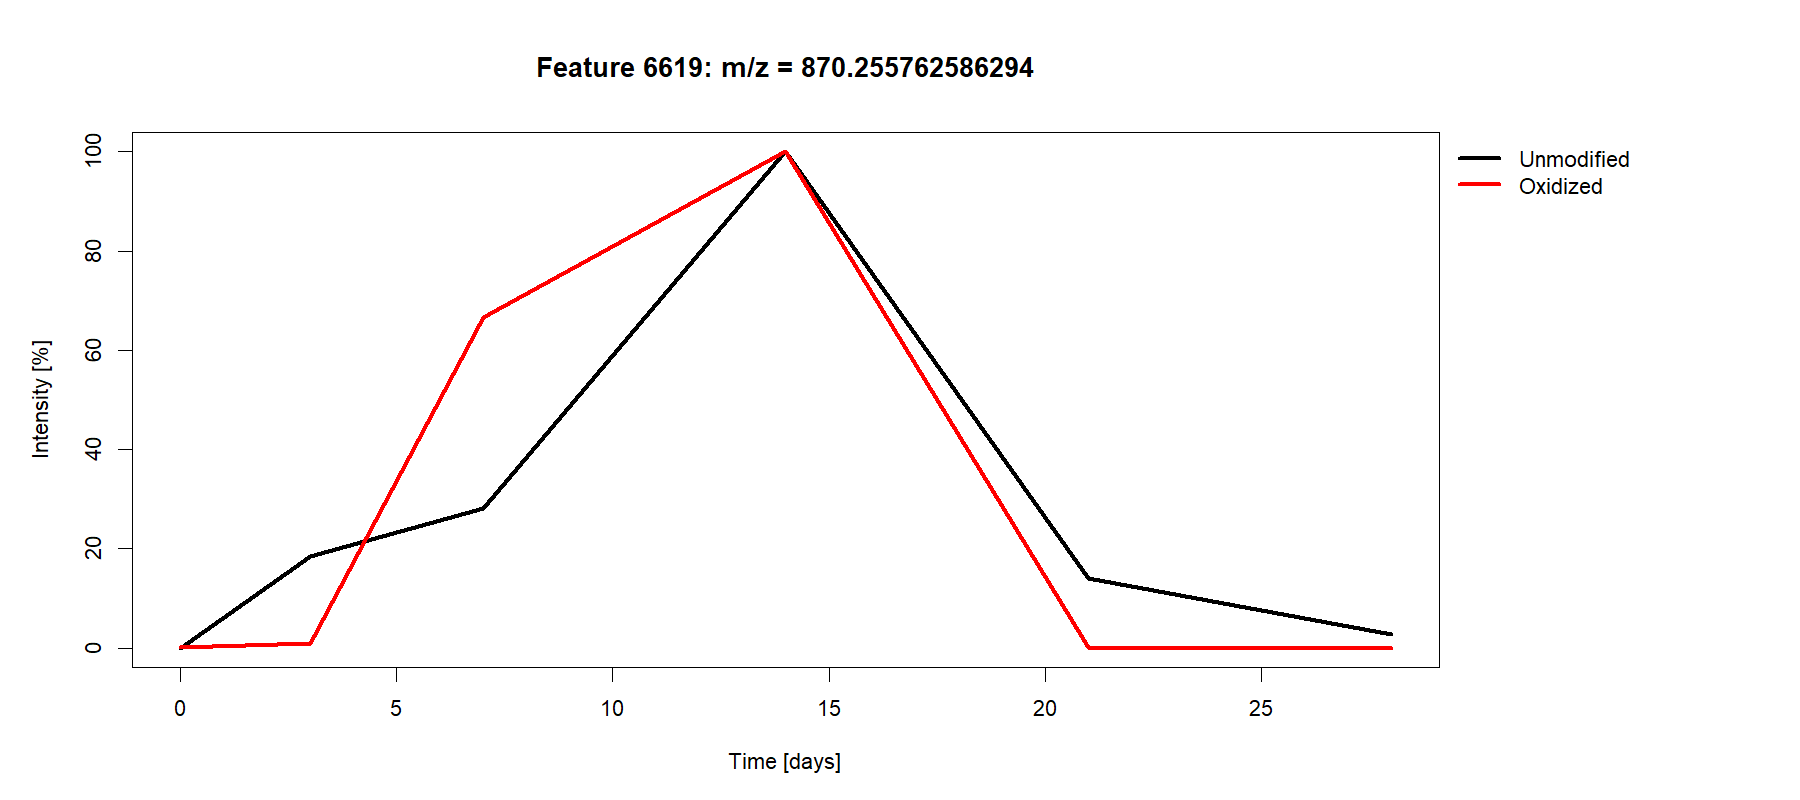 Feature 6619: m/z = 870.255762586294
Unmodified
Oxidized
Intensity [%]
100
80
60
40
20
0
0 5 10 15 20 25
Time [days]